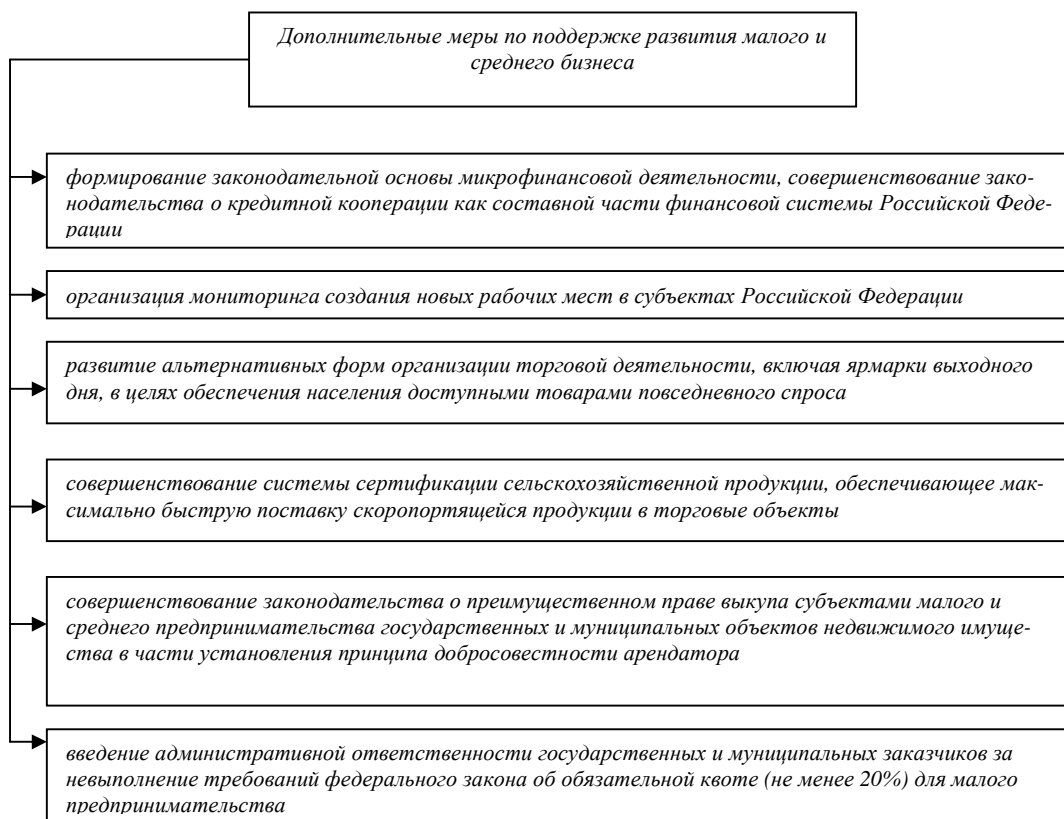 Дополнительные меры по поддержке развития малого и
среднего бизнеса
формирование законодательной основы микрофинансовой деятельности, совершенствование зако-
нодательства о кредитной кооперации как составной части финансовой системы Российской Феде-
рации
организация мониторинга создания новых рабочих мест в субъектах Российской Федерации
развитие альтернативных форм организации торговой деятельности, включая ярмарки выходного
дня, в целях обеспечения населения доступными товарами повседневного спроса
совершенствование системы сертификации сельскохозяйственной продукции, обеспечивающее мак-
симально быструю поставку скоропортящейся продукции в торговые объекты
совершенствование законодательства о преимущественном праве выкупа субъектами малого и
среднего предпринимательства государственных и муниципальных объектов недвижимого имуще-
ства в части установления принципа добросовестности арендатора
введение административной ответственности государственных и муниципальных заказчиков за
невыполнение требований федерального закона об обязательной квоте (не менее 20%) для малого
предпринимательства